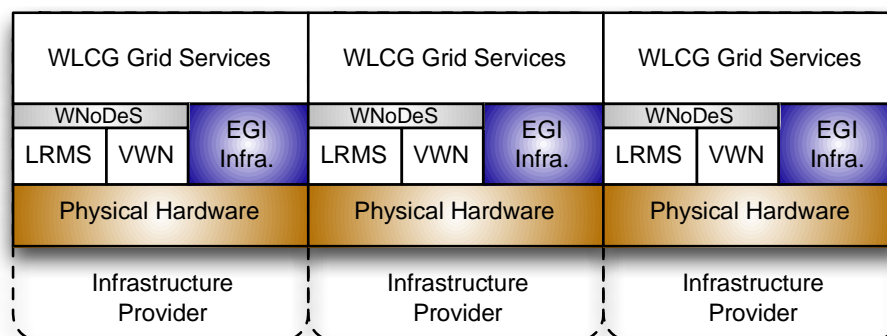 WLCG Grid Services
WLCG Grid Services
WLCG Grid Services
WNoDeS
WNoDeS
WNoDeS
EGI
Infra.
EGI
Infra.
EGI
Infra.
LRMS
VWN
LRMS
VWN
LRMS
VWN
Physical Hardware
Physical Hardware
Physical Hardware
Infrastructure
Provider
Infrastructure
Provider
Infrastructure
Provider